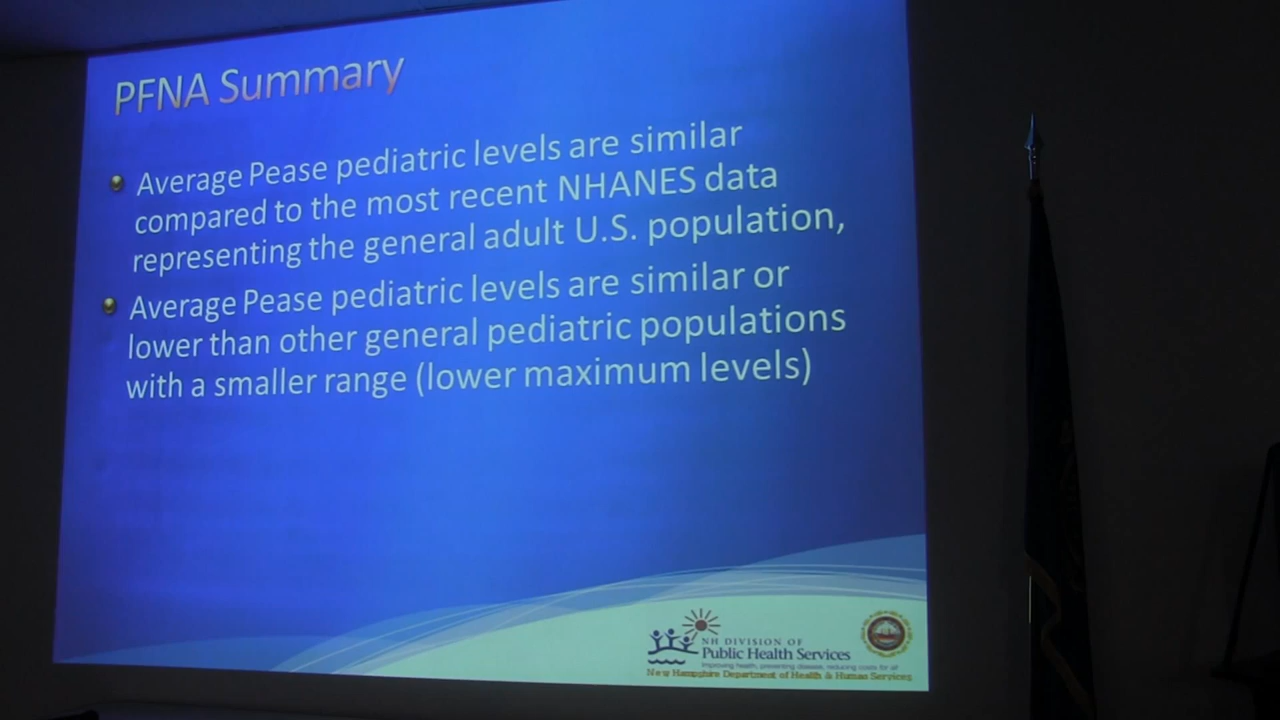 PFNA Summary
Average Pease pediatric levels are similar
compared to the most recent NHANES data
representing the general adult U.S. population,
Average Pease pediatric levels are similar or
lower than other general pediatric populations
with a smaller range (lower maximum levels)
NH DIVISION OF
Public Health Services
Improving health, preventing disease, reducing costs for all
New Hampshire Department of Health & Human Services